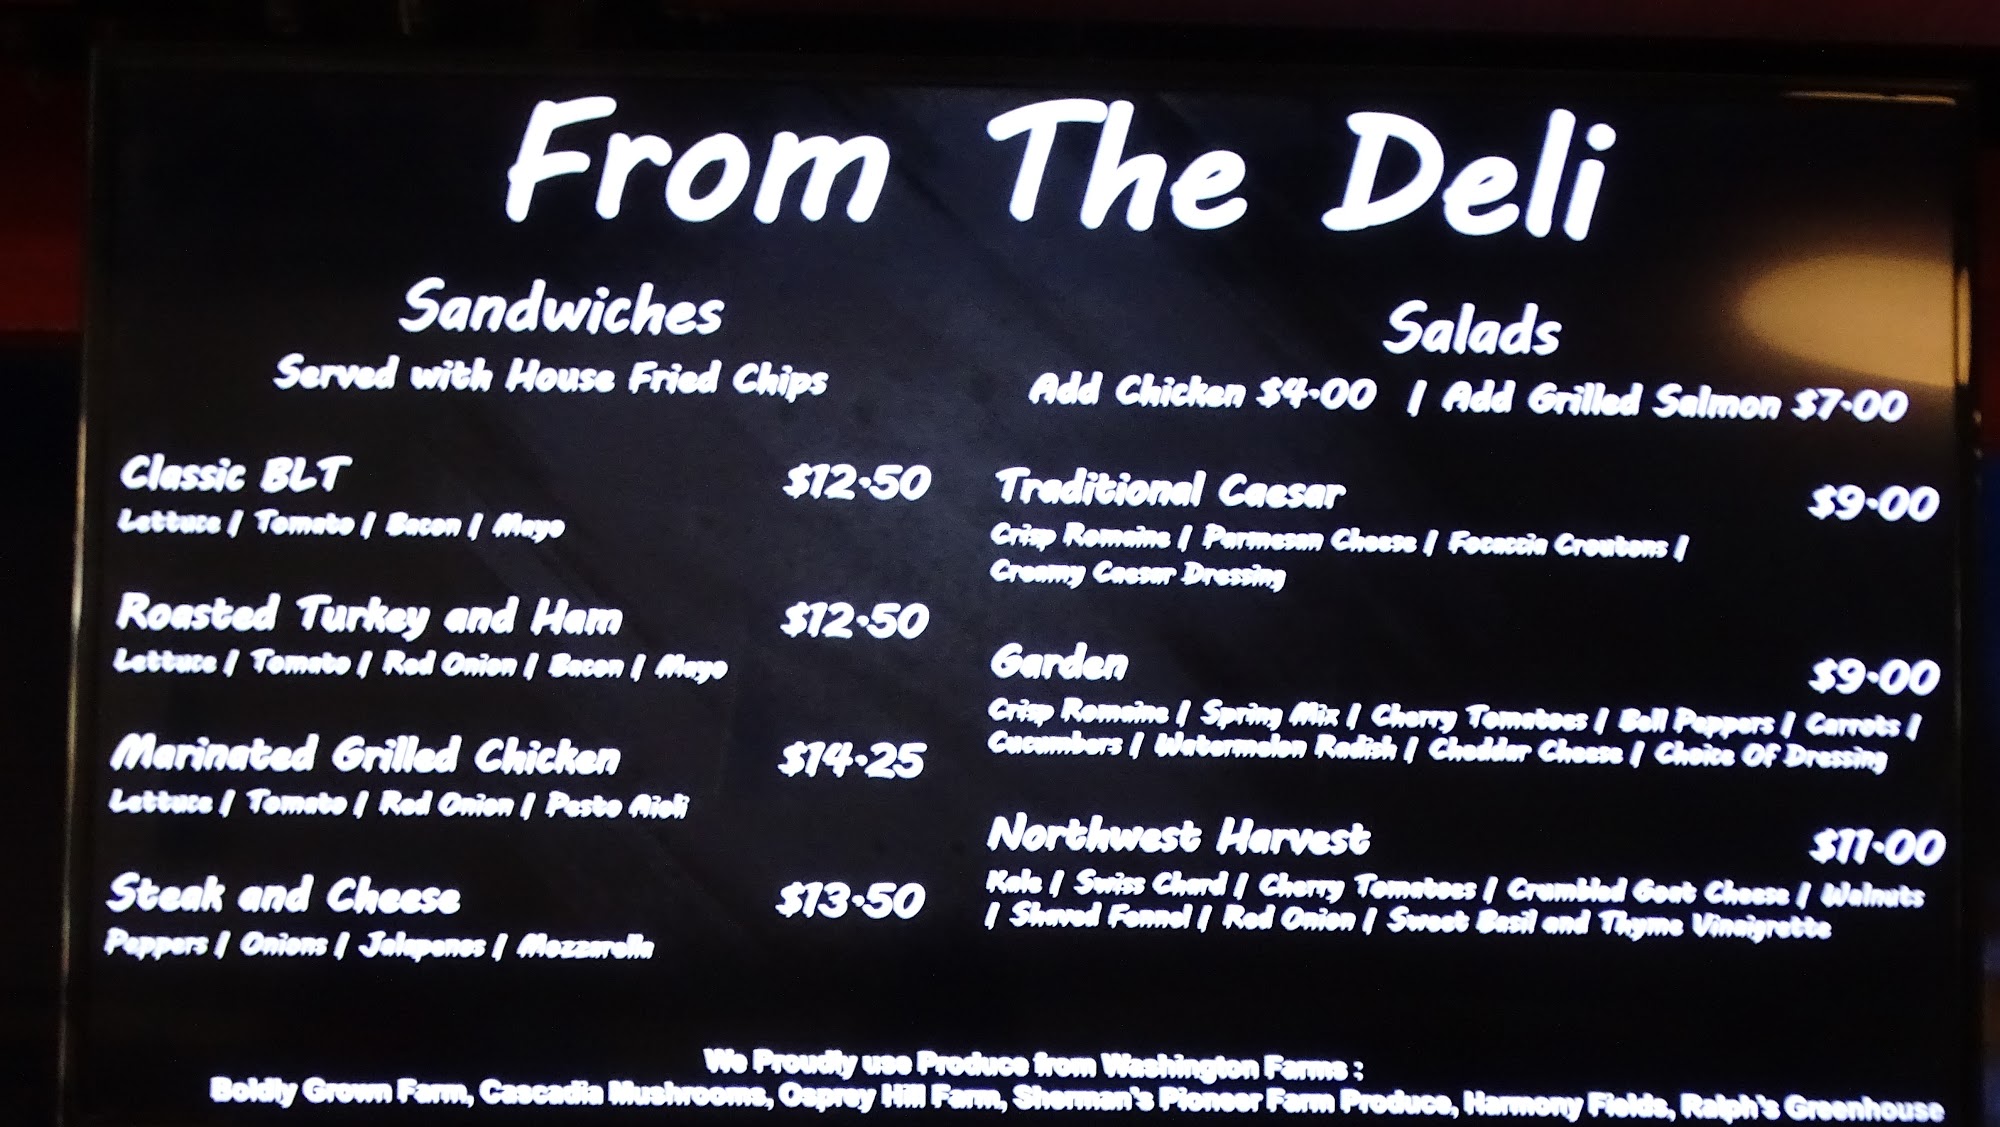 From The Deli
Sandwiches
Served with House Fried Chips
Classic BLT $12.50
Lettuce | Tomato | Bacon | Mayo
Roasted Turkey and Ham $12.50
Lettuce | Tomato | Red Onion | Bacon | Mayo
Marinated Grilled Chicken $14.25
Lettuce | Tomato | Red Onion | Pesto Aioli
Steak and Cheese $13.50
Peppers | Onions | Jalapenos | Mozzarella
Salads
Add Chicken $4.00 | Add Grilled Salmon $7.00
Traditional Caesar $9.00
Crisp Romaine | Parmesan Cheese | Focaccia Croutons |
Creamy Caesar Dressing
Garden $9.00
Crisp Romaine | Spring Mix | Cherry Tomatoes | Bell Peppers | Carrots |
Cucumbers | Watermelon Radish | Cheddar Cheese | Choice Of Dressing
Northwest Harvest $11.00
Kale | Swiss Chard | Cherry Tomatoes | Crumbled Goat Cheese | Walnuts
| Shaved Fennel | Red Onion | Sweet Basil and Thyme Vinaigrette
We Proudly use Produce from Washington Farms :
Boldly Grown Farm, Cascadia Mushrooms, Osprey Hill Farm, Sherman's Pioneer Farm Produce, Harmony Fields, Ralph's Greenhouse